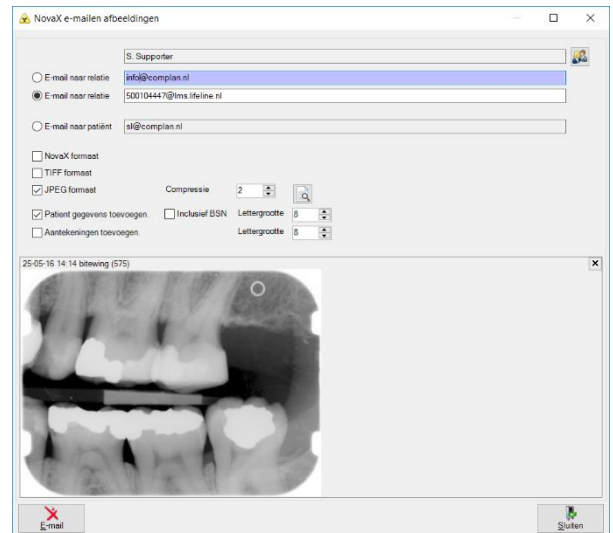 NovaX e-mailen afbeeldingen
S. Supporter
E-mail naar relatie info@complan.nl
E-mail naar relatie 500104447@lms.lifeline.nl
E-mail naar patiënt sl@complan.nl
NovaX formaat
TIFF formaat
JPEG formaat Compressie 2
Patient gegevens toevoegen. Inclusief BSN Lettergrootte 8
Aantekeningen toevoegen. Lettergrootte 8
25-05-16 14:14 bitewing (575)
E-mail Sluiten